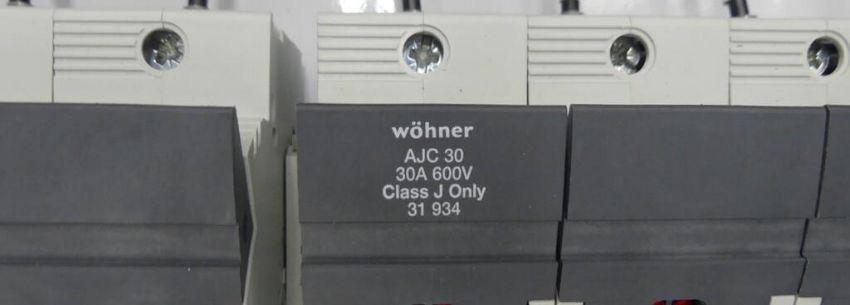 wöhner
AJC 30
30A 600V
Class J Only
31 934